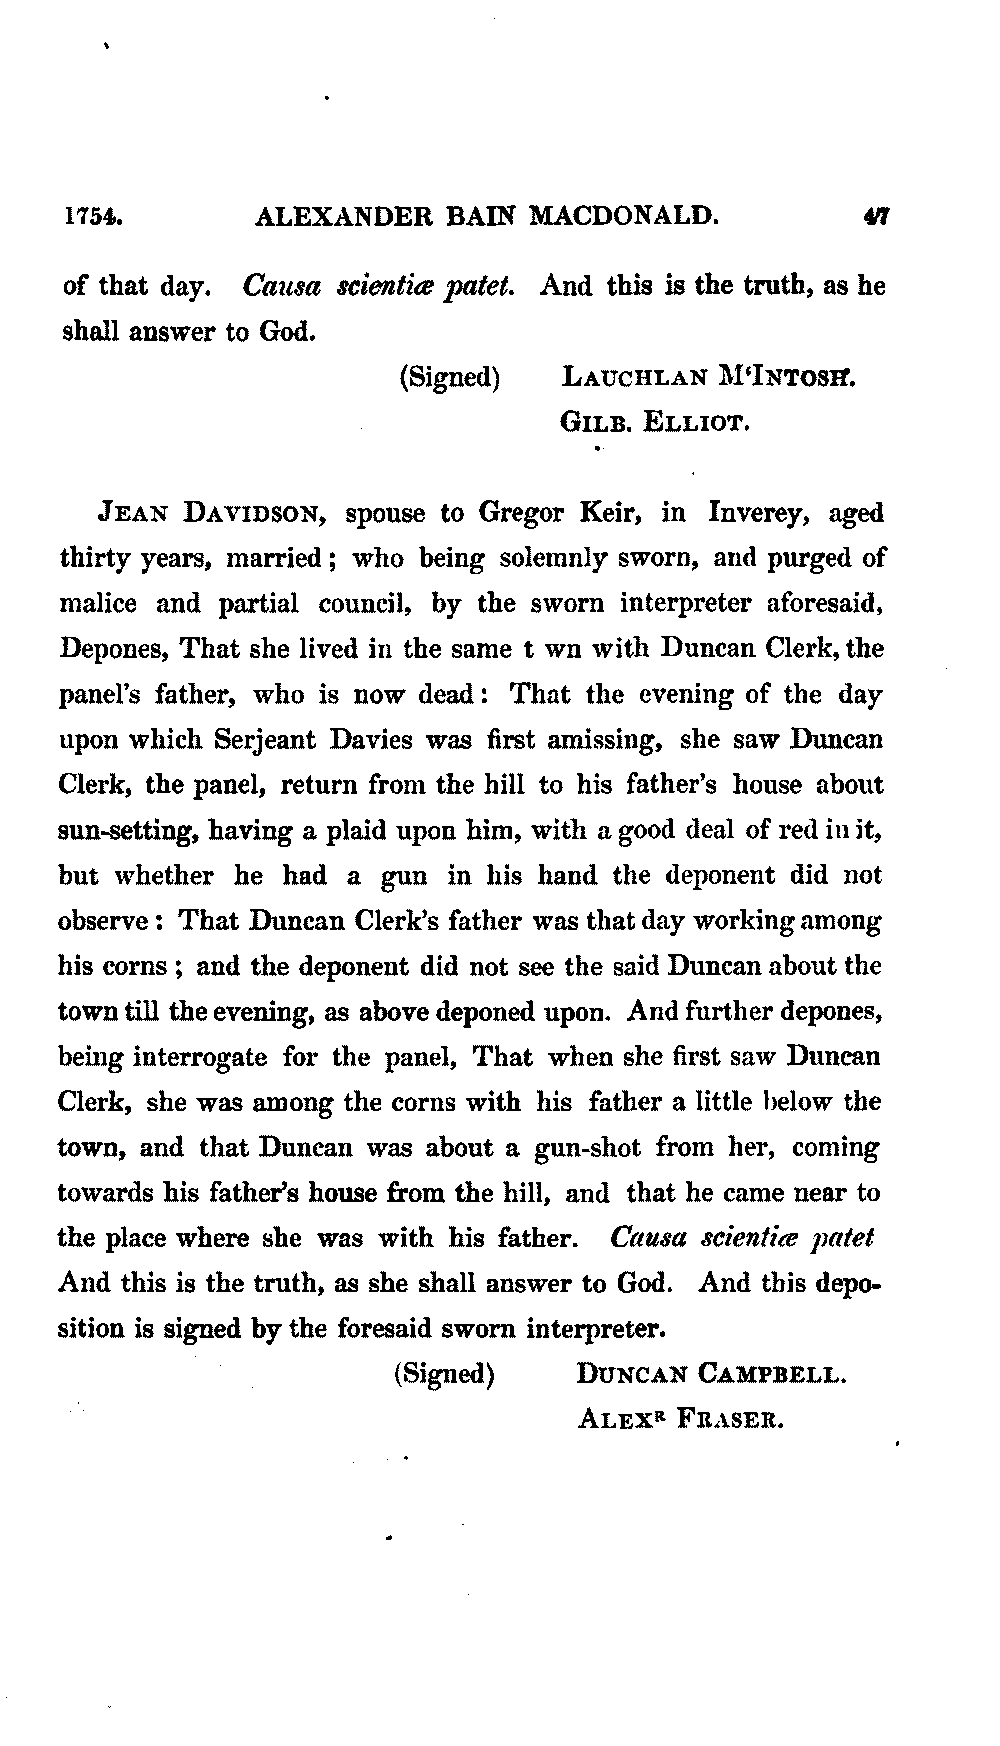 1754. ALEXANDER BAIN MACDONALD. 47
of that day. Causa scientiæ patet. And this is the truth, as he
shall answer to God.
(Signed) LAUCHLAN M‘INTOSH.
GILB. ELLIOT.
JEAN DAVIDSON, spouse to Gregor Keir, in Inverey, aged
thirty years, married; who being solemnly sworn, and purged of
malice and partial council, by the sworn interpreter aforesaid,
Depones, That she lived in the same t wn with Duncan Clerk, the
panel's father, who is now dead: That the evening of the day
upon which Serjeant Davies was first amissing, she saw Duncan
Clerk, the panel, return from the hill to his father's house about
sun-setting, having a plaid upon him, with a good deal of red in it,
but whether he had a gun in his hand the deponent did not
observe: That Duncan Clerk's father was that day working among
his corns; and the deponent did not see the said Duncan about the
town till the evening, as above deponed upon. And further depones,
being interrogate for the panel, That when she first saw Duncan
Clerk, she was among the corns with his father a little below the
town, and that Duncan was about a gun-shot from her, coming
towards his father's house from the hill, and that he came near to
the place where she was with his father. Causa scientiæ patet
And this is the truth, as she shall answer to God. And this depo-
sition is signed by the foresaid sworn interpreter.
(Signed) DUNCAN CAMPBELL.
ALEXR FRASER.